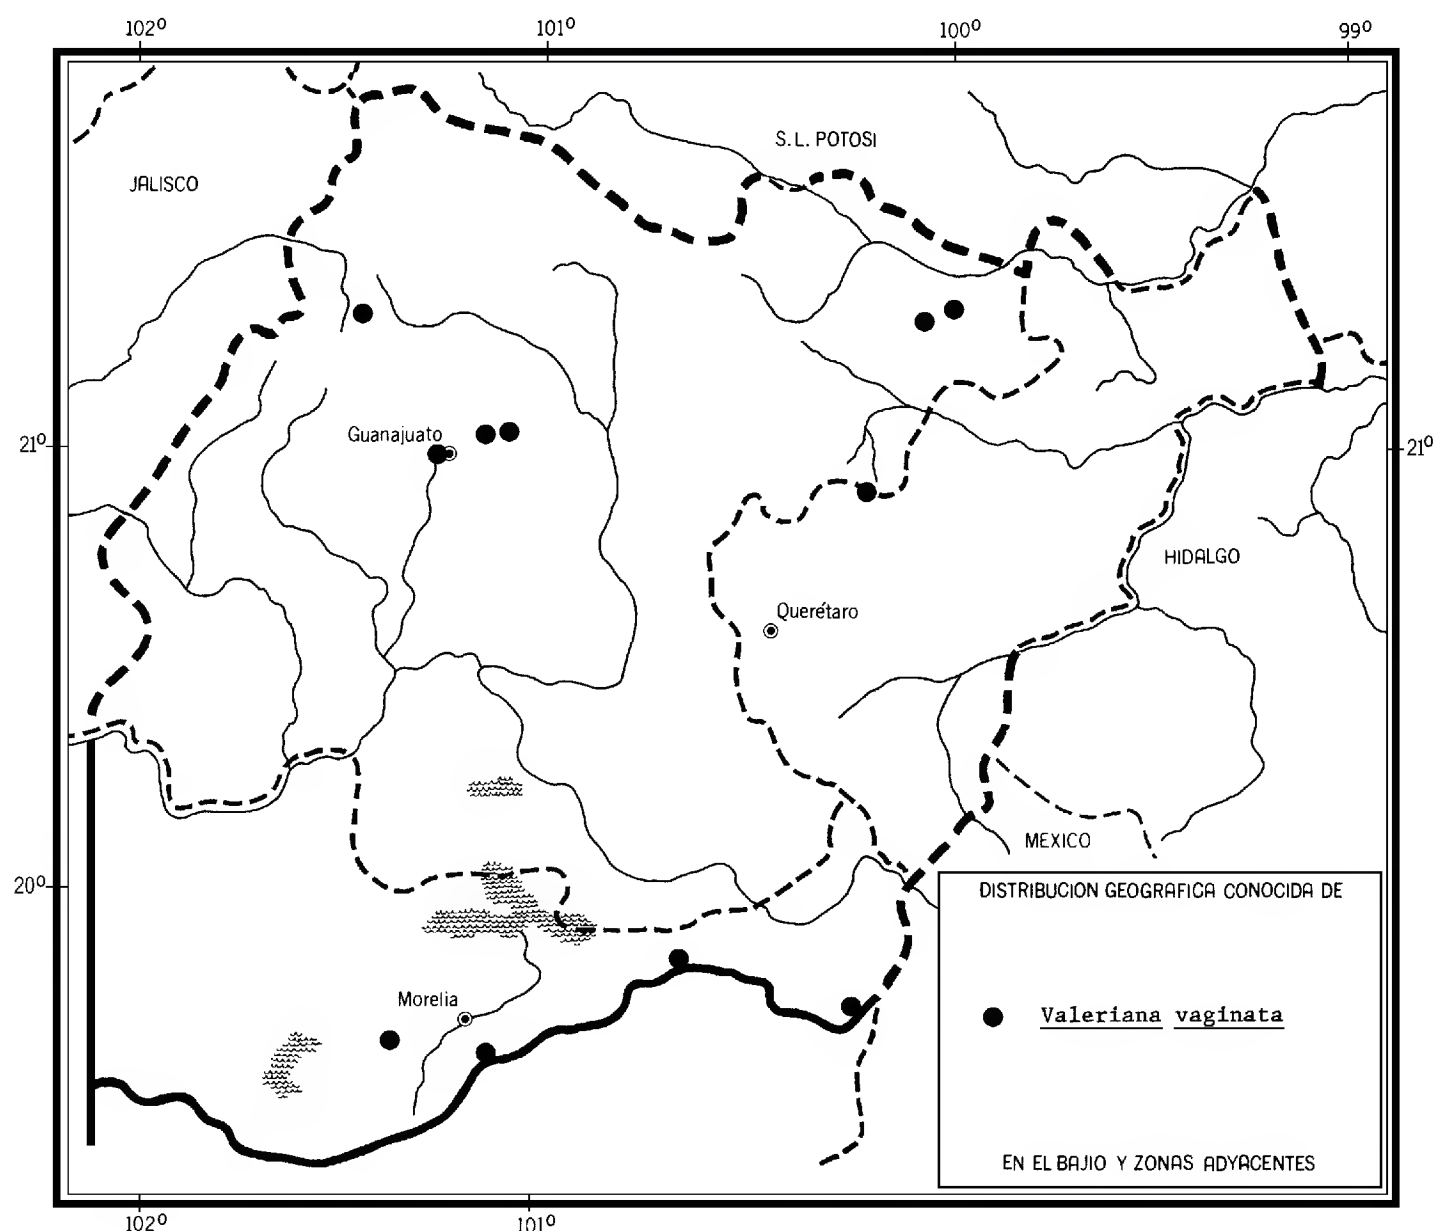 102º 101º 100º 99º
S.L. POTOSI
JALISCO
Guanajuato
21º 21º
HIDALGO
Querétaro
MEXICO
20º
DISTRIBUCION GEOGRAFICA CONOCIDA DE
Morelia
Valeriana vaginata
EN EL BAJIO Y ZONAS ADYACENTES
102º 101º